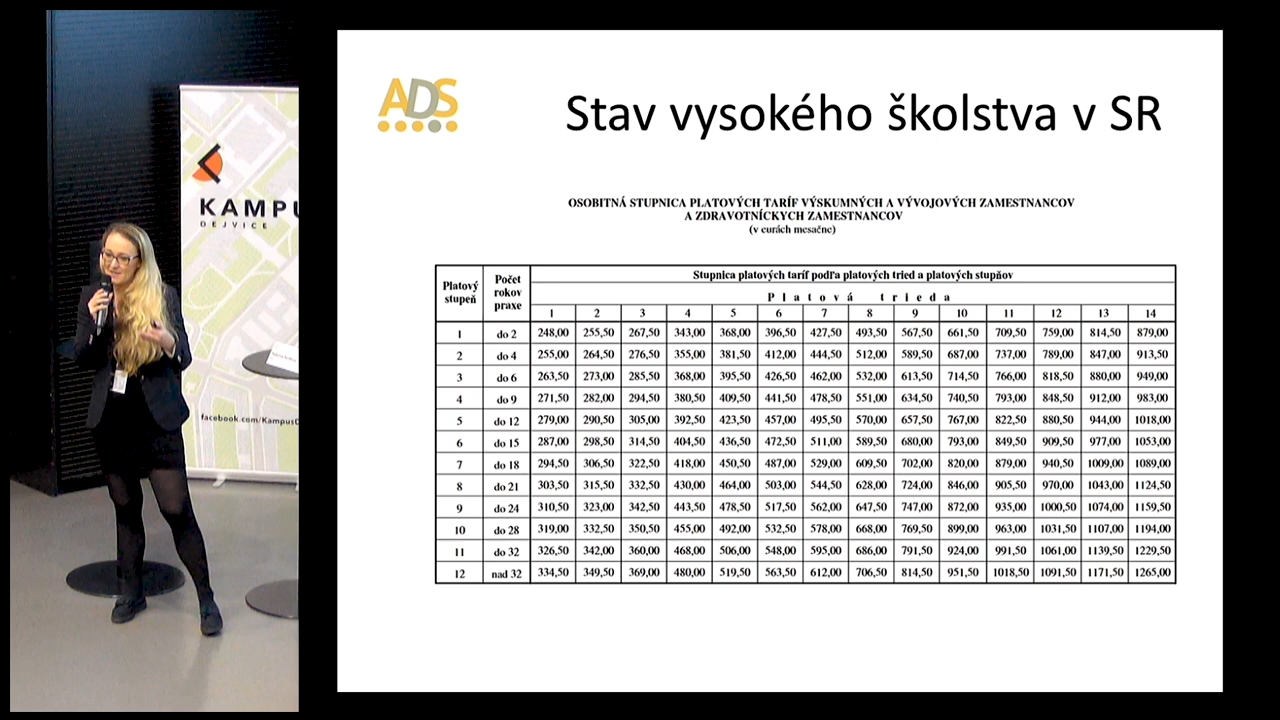 KAMPU
DEJVICE
facebook.com/KampusD
ADS
Stav vysokého školstva v SR
OSOBITNÁ STUPNICA PLATOVÝCH TARÍF VÝSKUMNÝCH A VÝVOJOVÝCH ZAMESTNANCOV
A ZDRAVOTNÍCKYCH ZAMESTNANCOV
(v eurách mesačne)
Platový stupeň Počet rokov praxe Stupnica platových taríf podľa platových tried a platových stupňov
Platová trieda
1 2 3 4 5 6 7 8 9 10 11 12 13 14
1 do 2 248,00 255,50 267,50 343,00 368,00 396,50 427,50 493,50 567,50 661,50 709,50 759,00 814,50 879,00
2 do 4 255,00 264,50 276,50 355,00 381,50 412,00 444,50 512,00 589,50 687,00 737,00 789,00 847,00 913,50
3 do 6 263,50 273,00 285,50 368,00 395,50 426,50 462,00 532,00 613,50 714,50 766,00 818,50 880,00 949,00
4 do 9 271,50 282,00 294,50 380,50 409,50 441,50 478,50 551,00 634,50 740,50 793,00 848,50 912,00 983,00
5 do 12 279,00 290,50 305,00 392,50 423,50 457,00 495,50 570,00 657,50 767,00 822,50 880,50 944,00 1018,00
6 do 15 287,00 298,50 314,50 404,50 436,50 472,50 511,00 589,50 680,00 793,00 849,50 909,50 977,00 1053,00
7 do 18 294,50 306,50 322,50 418,00 450,50 487,00 529,00 609,50 702,00 820,00 879,00 940,50 1009,00 1089,00
8 do 21 303,50 315,50 332,50 430,00 464,00 503,00 544,50 628,00 724,00 846,00 905,50 970,00 1043,00 1124,50
9 do 24 310,50 323,00 342,50 443,50 478,50 517,50 562,00 647,50 747,00 872,00 935,00 1000,50 1074,00 1159,50
10 do 28 319,00 332,50 350,50 455,00 492,00 532,50 578,00 668,00 769,50 899,00 963,00 1031,50 1107,00 1194,00
11 do 32 326,50 342,00 360,00 468,00 506,00 548,00 595,00 686,00 791,50 924,00 991,50 1061,00 1139,50 1229,50
12 nad 32 334,50 349,50 369,00 480,00 519,50 563,50 612,00 706,50 814,50 951,50 1018,50 1091,50 1171,50 1265,00